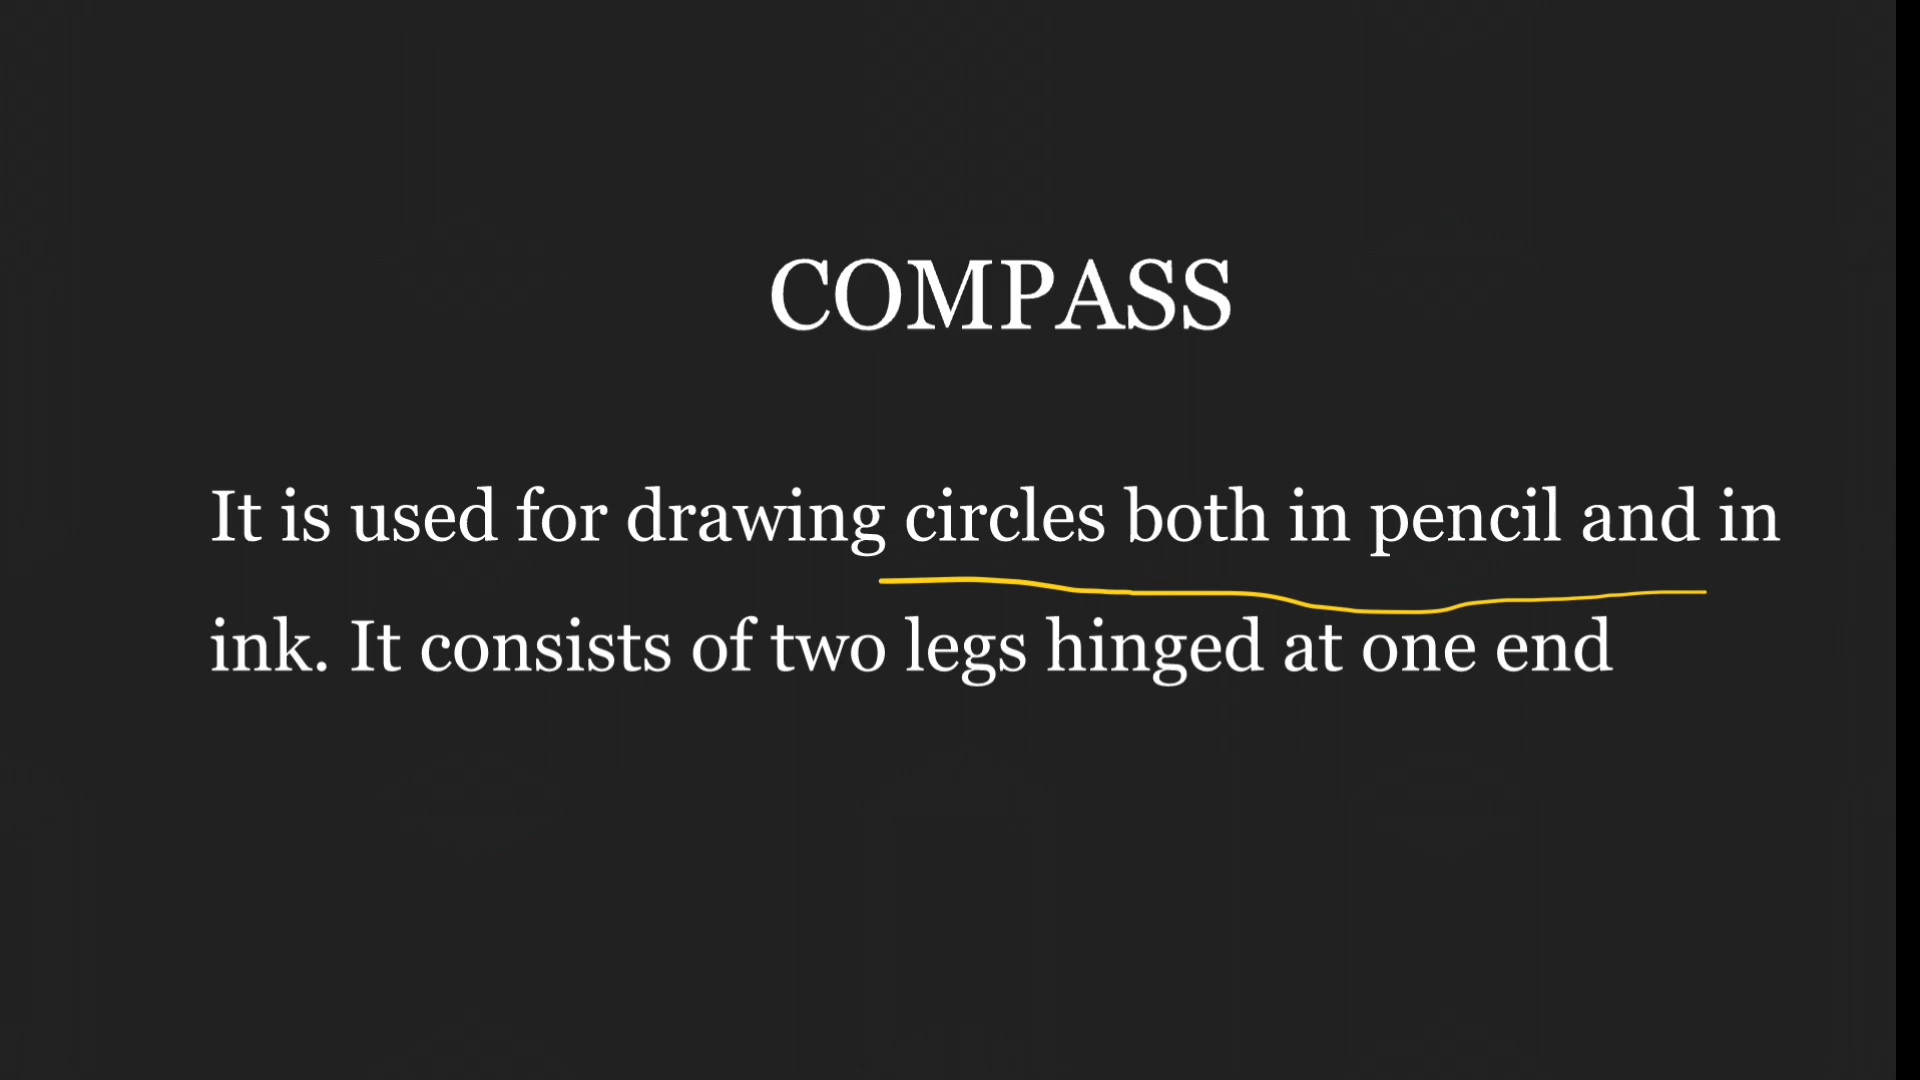 COMPASS
It is used for drawing circles both in pencil and in
ink. It consists of two legs hinged at one end